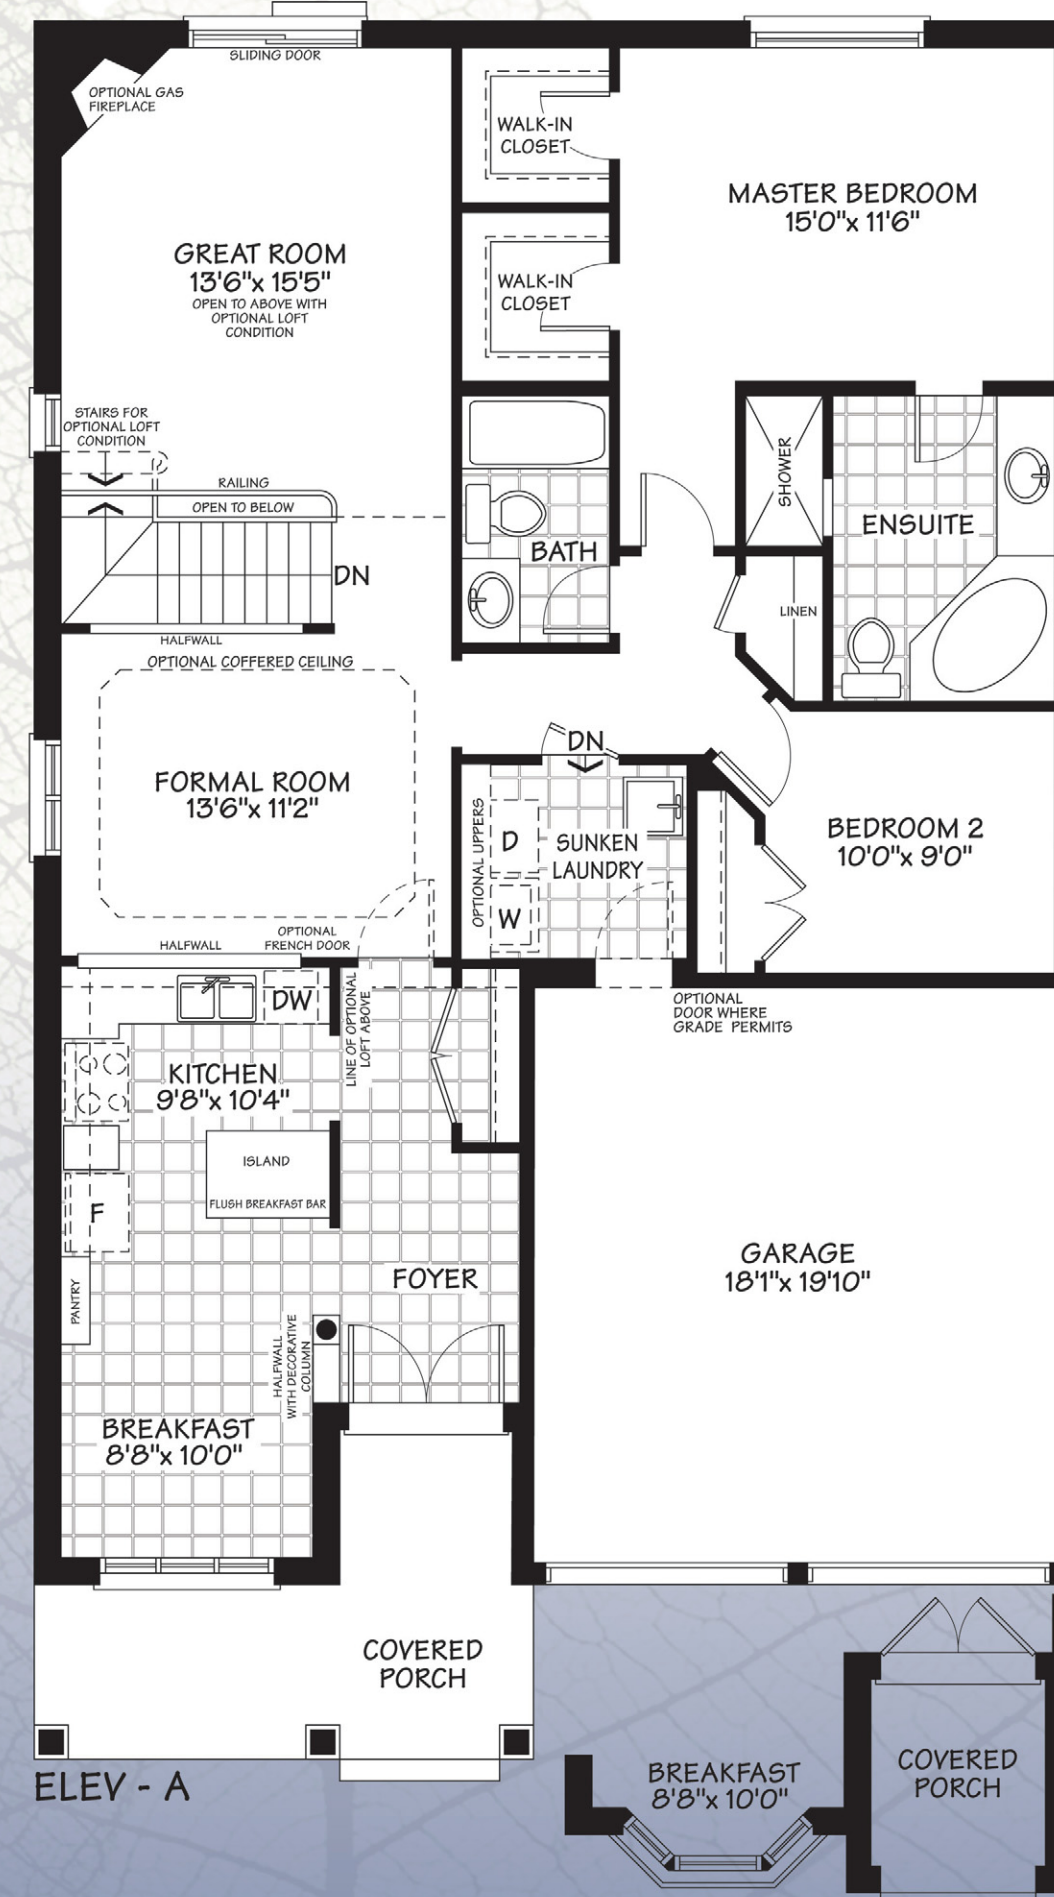 SLIDING DOOR
OPTIONAL GAS
FIREPLACE
WALK-IN
CLOSET
MASTER BEDROOM
15'0"x 11'6"
GREAT ROOM
13'6"x 15'5"
OPEN TO ABOVE WITH
OPTIONAL LOFT
CONDITION
WALK-IN
CLOSET
STAIRS FOR
OPTIONAL LOFT
CONDITION
RAILING
OPEN TO BELOW
DN
HALFWALL
BATH
SHOWER
ENSUITE
LINEN
OPTIONAL COFFERED CEILING
FORMAL ROOM
13'6"x 11'2"
DN
OPTIONAL UPPERS
D
W
SUNKEN
LAUNDRY
BEDROOM 2
10'0"x 9'0"
OPTIONAL
FRENCH DOOR
HALFWALL
DW
LINE OF OPTIONAL
LOFT ABOVE
OPTIONAL
DOOR WHERE
GRADE PERMITS
KITCHEN
9'8"x 10'4"
ISLAND
FLUSH BREAKFAST BAR
F
PANTRY
FOYER
GARAGE
18'1"x 19'10"
HALFWALL
WITH DECORATIVE
COLUMN
BREAKFAST
8'8"x 10'0"
COVERED
PORCH
ELEV - A
BREAKFAST
8'8"x 10'0"
COVERED
PORCH